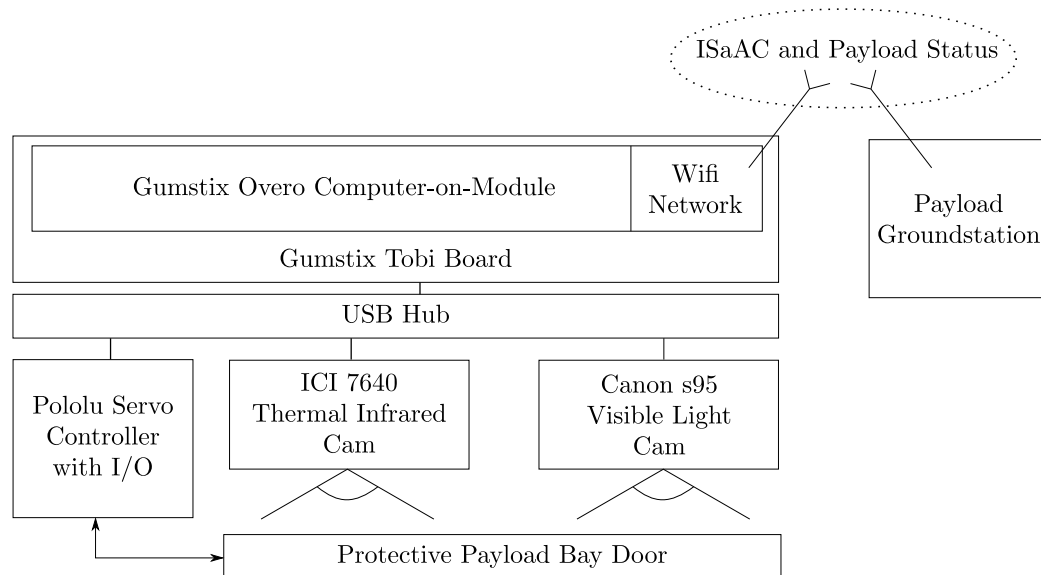 ISaAC and Payload Status
Gumstix Overo Computer-on-Module
Wifi
Network
Gumstix Tobi Board
Payload
Groundstation
USB Hub
Pololu Servo
Controller
with I/O
ICI 7640
Thermal Infrared
Cam
Canon s95
Visible Light
Cam
Protective Payload Bay Door